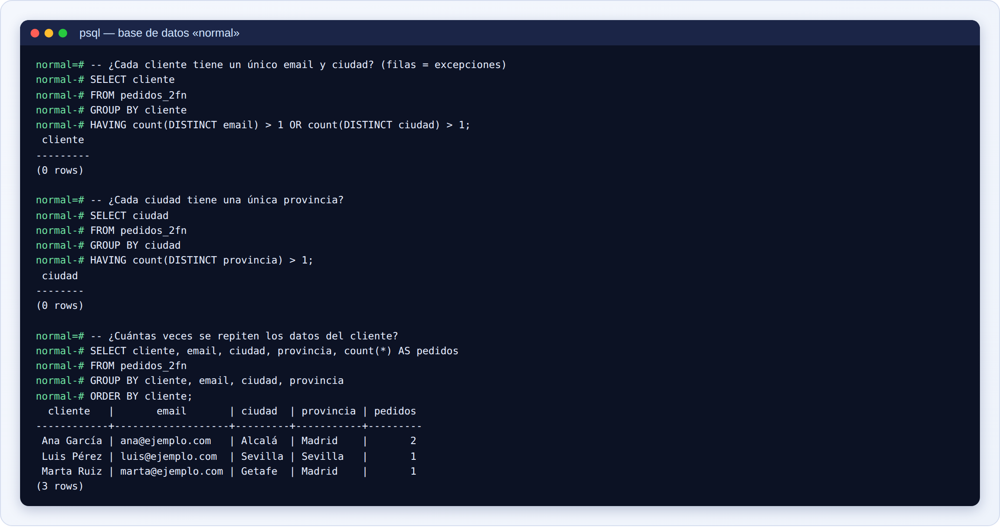 psql — base de datos «normal»
normal=# -- ¿Cada cliente tiene un único email y ciudad? (filas = excepciones)
normal-# SELECT cliente
normal-# FROM pedidos_2fn
normal-# GROUP BY cliente
normal-# HAVING count(DISTINCT email) > 1 OR count(DISTINCT ciudad) > 1;
 cliente
---------
(0 rows)
normal=# -- ¿Cada ciudad tiene una única provincia?
normal-# SELECT ciudad
normal-# FROM pedidos_2fn
normal-# GROUP BY ciudad
normal-# HAVING count(DISTINCT provincia) > 1;
 ciudad
--------
(0 rows)
normal=# -- ¿Cuántas veces se repiten los datos del cliente?
normal-# SELECT cliente, email, ciudad, provincia, count(*) AS pedidos
normal-# FROM pedidos_2fn
normal-# GROUP BY cliente, email, ciudad, provincia
normal-# ORDER BY cliente;
  cliente   |       email       | ciudad  | provincia | pedidos
------------+-------------------+---------+-----------+---------
 Ana García | ana@ejemplo.com   | Alcalá  | Madrid    |       2
 Luis Pérez | luis@ejemplo.com  | Sevilla | Sevilla   |       1
 Marta Ruiz | marta@ejemplo.com | Getafe  | Madrid    |       1
(3 rows)